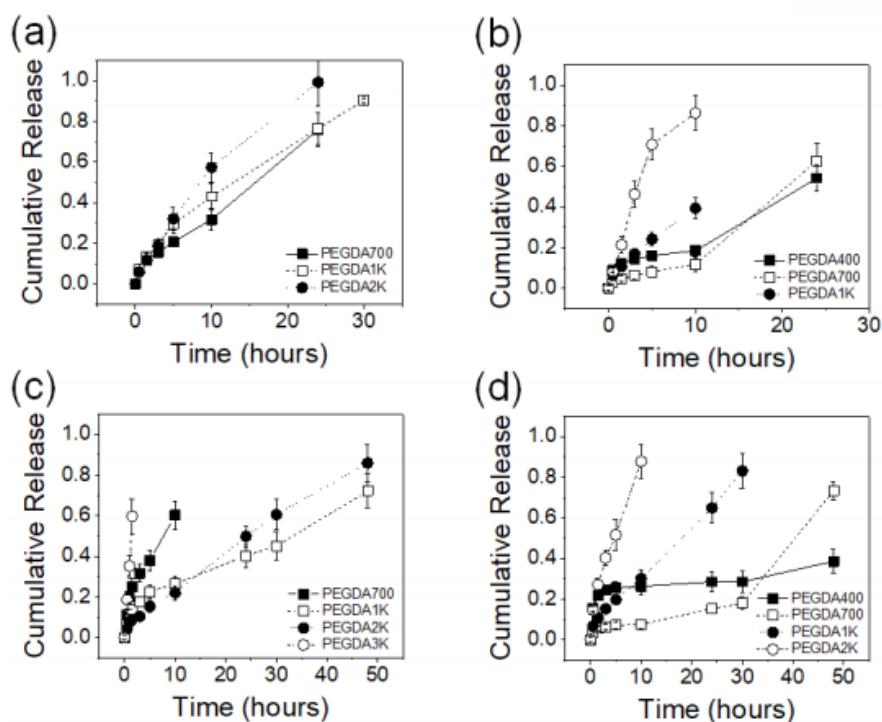 (a)
Cumulative Release
1.0
0.8
0.6
0.4
0.2
0.0
PEGDA700
PEGDA1K
PEGDA2K
0 10 20 30
Time (hours)
(b)
Cumulative Release
1.0
0.8
0.6
0.4
0.2
0.0
PEGDA400
PEGDA700
PEGDA1K
0 10 20 30
Time (hours)
(c)
Cumulative Release
1.0
0.8
0.6
0.4
0.2
0.0
PEGDA700
PEGDA1K
PEGDA2K
PEGDA3K
0 10 20 30 40 50
Time (hours)
(d)
Cumulative Release
1.0
0.8
0.6
0.4
0.2
0.0
PEGDA400
PEGDA700
PEGDA1K
PEGDA2K
0 10 20 30 40 50
Time (hours)